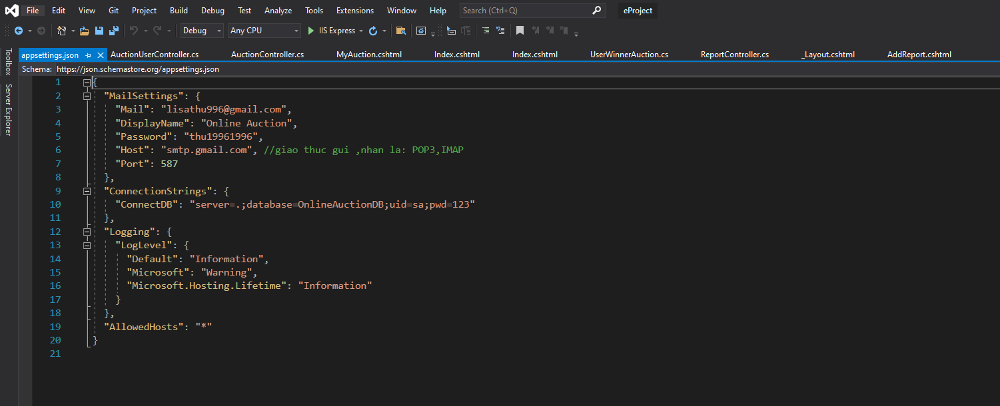 File Edit View Git Project Build Debug Test Analyze Tools Extensions Window Help Search (Ctrl+Q) eProject
Debug Any CPU IIS Express
appsettings.json AuctionUserController.cs AuctionController.cs MyAuction.cshtml Index.cshtml Index.cshtml UserWinnerAuction.cs ReportController.cs _Layout.cshtml AddReport.cshtml
Toolbox
Server Explorer
Schema: https://json.schemastore.org/appsettings.json
1 {
2 "MailSettings": {
3 "Mail": "lisathu996@gmail.com",
4 "DisplayName": "Online Auction",
5 "Password": "thu19961996",
6 "Host": "smtp.gmail.com", //giao thuc gui ,nhan la: POP3,IMAP
7 "Port": 587
8 },
9 "ConnectionStrings": {
10 "ConnectDB": "server=.;database=OnlineAuctionDB;uid=sa;pwd=123"
11 },
12 "Logging": {
13 "LogLevel": {
14 "Default": "Information",
15 "Microsoft": "Warning",
16 "Microsoft.Hosting.Lifetime": "Information"
17 }
18 },
19 "AllowedHosts": "*"
20 }
21